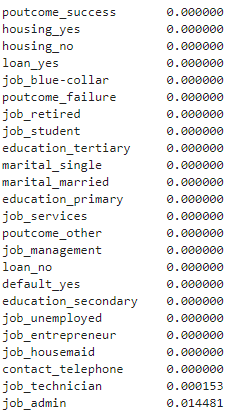 poutcome_success 0.000000
housing_yes 0.000000
housing_no 0.000000
loan_yes 0.000000
job_blue-collar 0.000000
poutcome_failure 0.000000
job_retired 0.000000
job_student 0.000000
education_tertiary 0.000000
marital_single 0.000000
marital_married 0.000000
education_primary 0.000000
job_services 0.000000
poutcome_other 0.000000
job_management 0.000000
loan_no 0.000000
default_yes 0.000000
education_secondary 0.000000
job_unemployed 0.000000
job_entrepreneur 0.000000
job_housemaid 0.000000
contact_telephone 0.000000
job_technician 0.000153
job_admin 0.014481